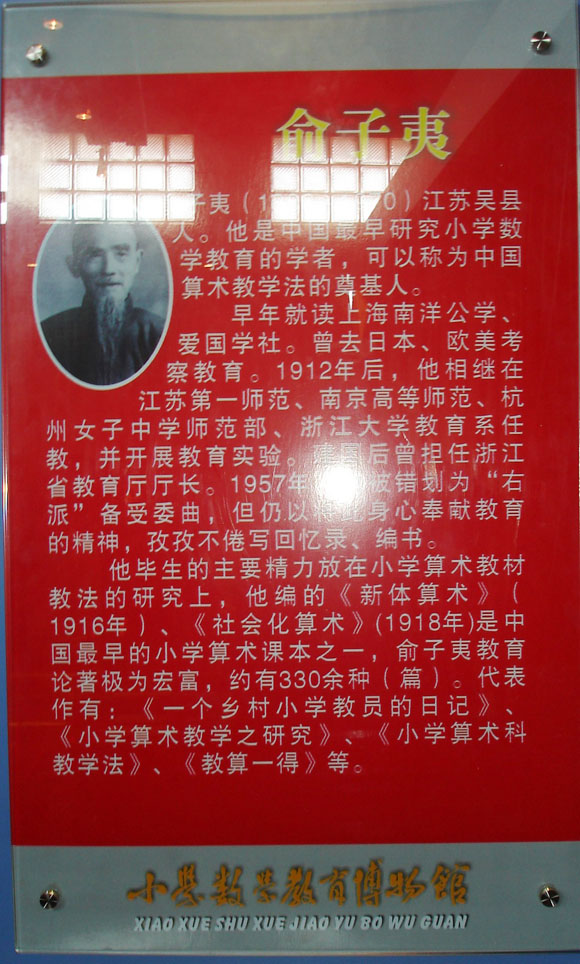 俞子夷
子夷（1 0）江苏吴县
人。他是中国最早研究小学数
学教育的学者，可以称为中国
算术教学法的奠基人。
早年就读上海南洋公学、
爱国学社。曾去日本、欧美考
察教育。1912年后，他相继在
江苏第一师范、南京高等师范、杭
州女子中学师范部、浙江大学教育系任
教，并开展教育实验。建国后曾担任浙江
省教育厅厅长。1957年 被错划为“右
派”备受委曲，但仍以 身心奉献教育
的精神，孜孜不倦写回忆录、编书。
他毕生的主要精力放在小学算术教材
教法的研究上，他编的《新体算术》（
1916年）、《社会化算术》(1918年)是中
国最早的小学算术课本之一，俞子夷教育
论著极为宏富，约有330余种（篇）。代表
作有：《一个乡村小学教员的日记》、
《小学算术教学之研究》、《小学算术科
教学法》、《教算一得》等。
小学数学教育博物馆
XIAO XUE SHU XUE JIAO YU BO WU GUAN